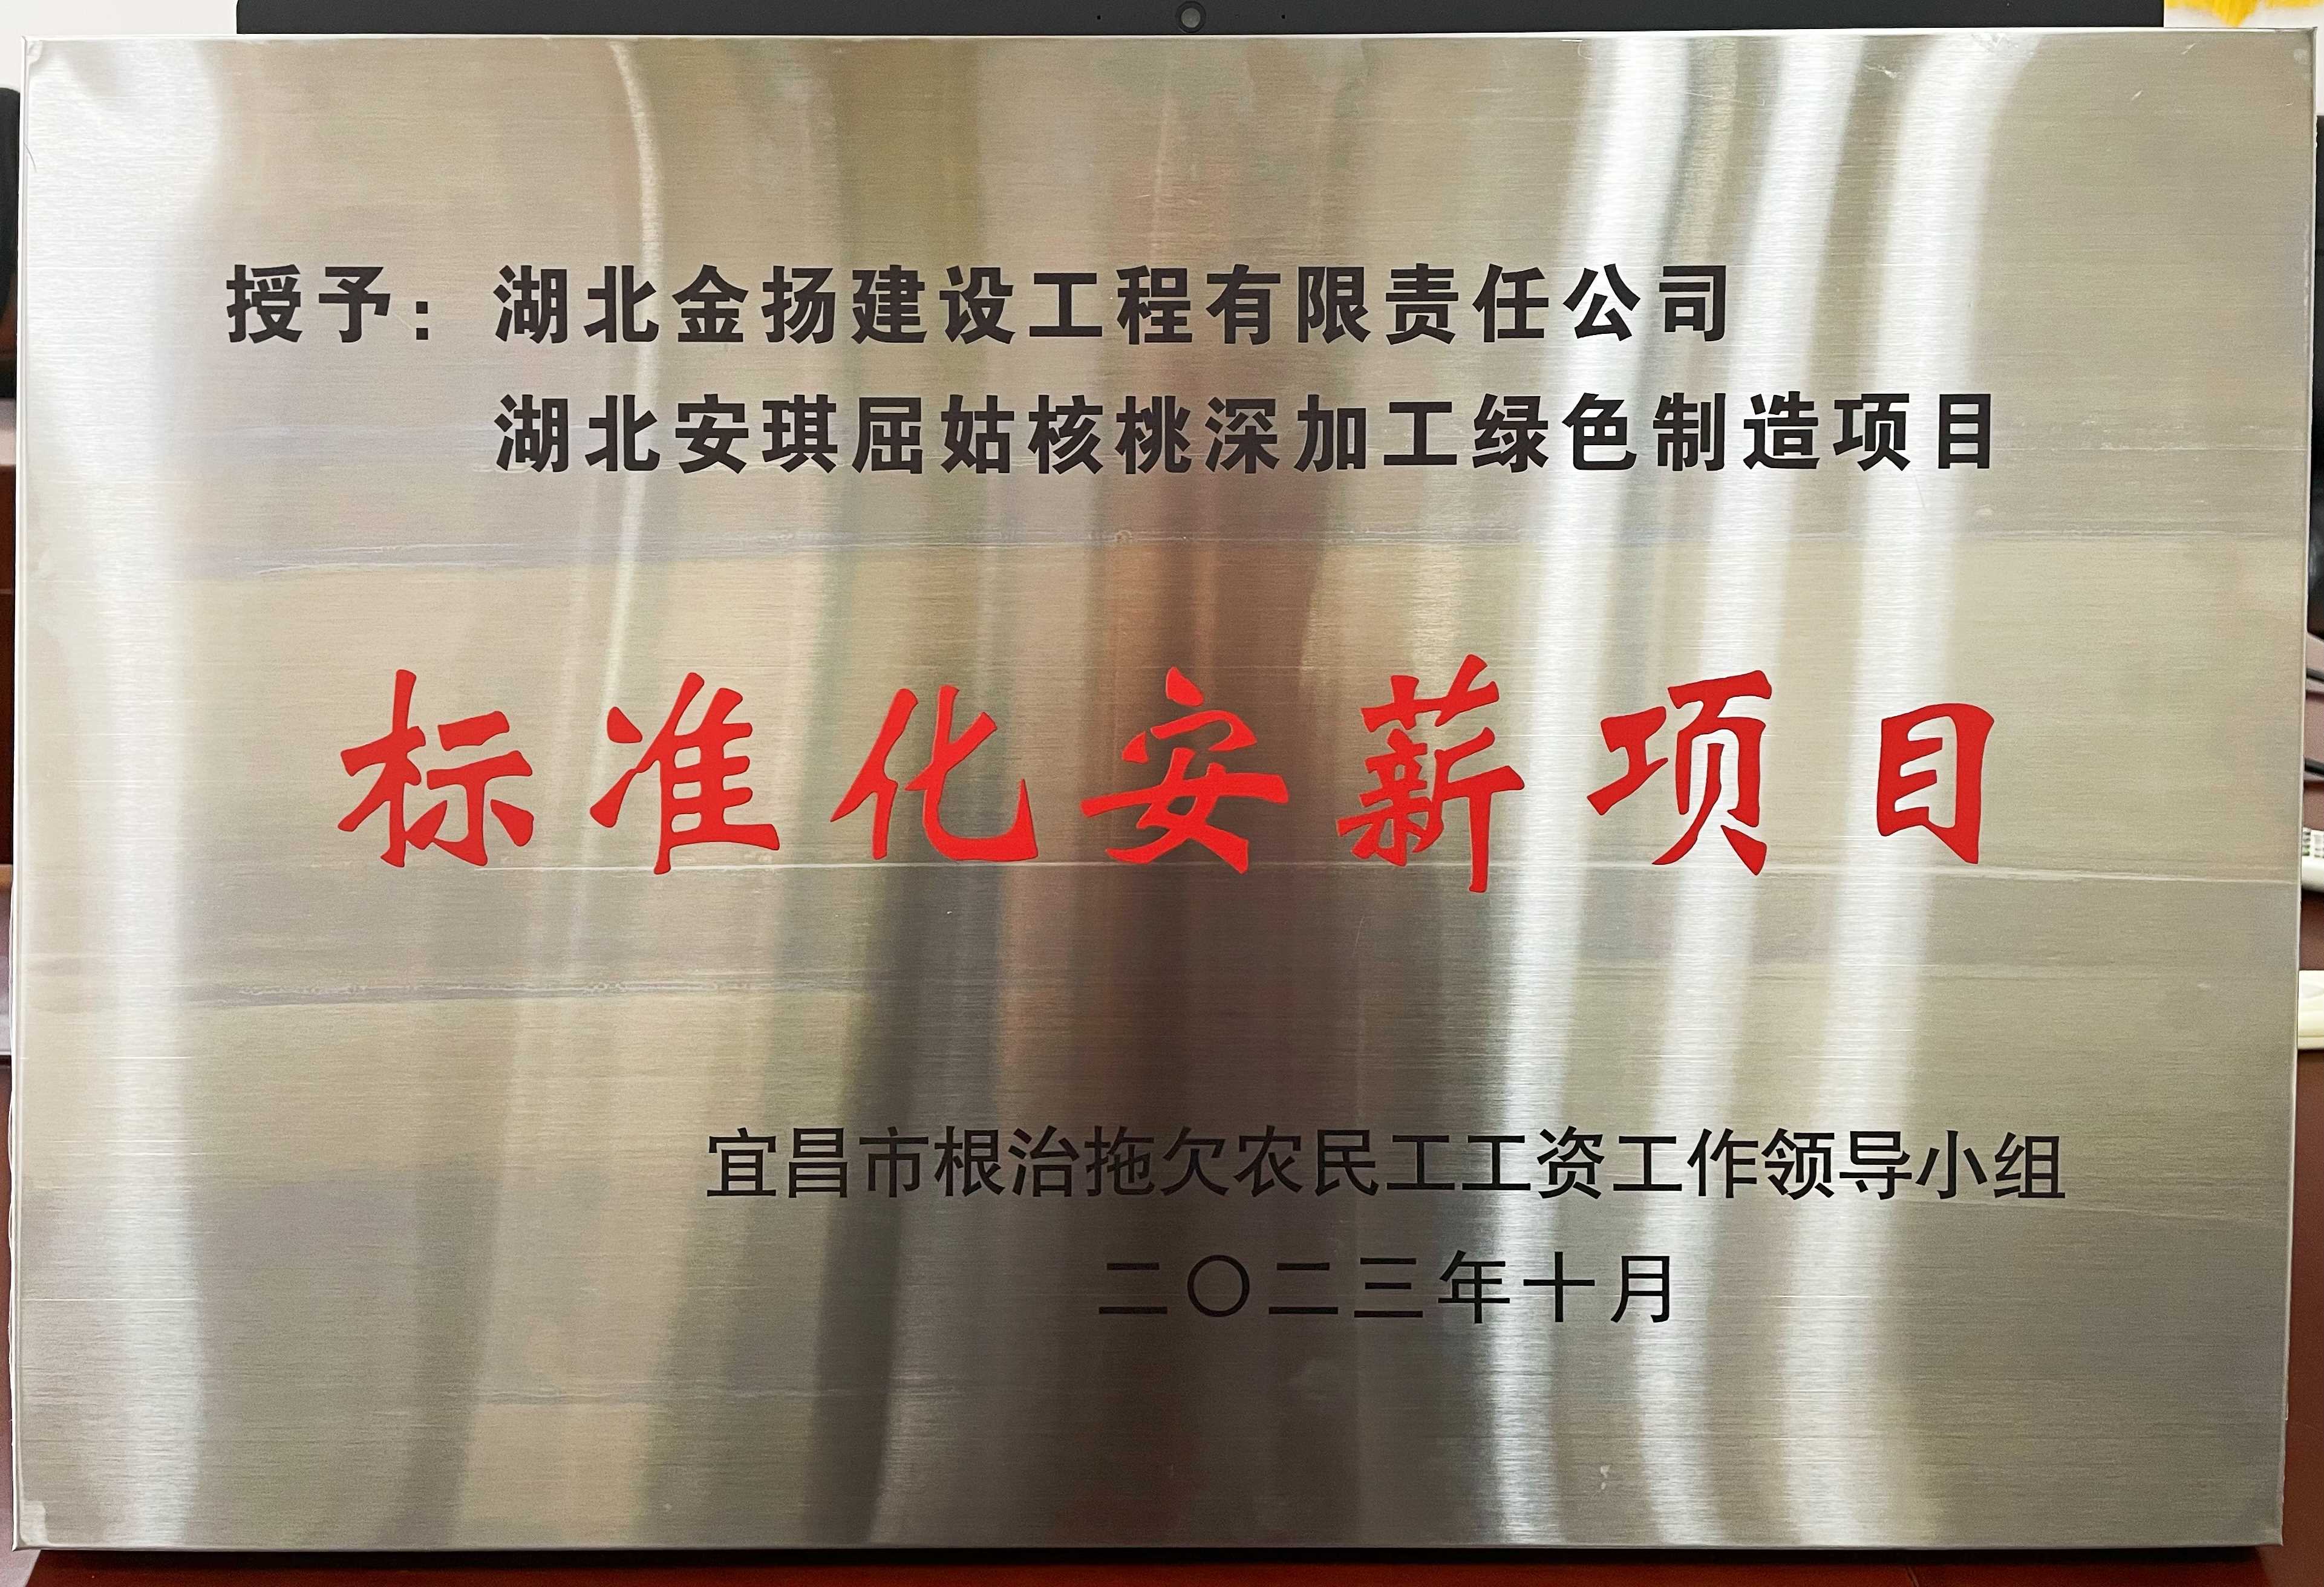 授予：湖北金扬建设工程有限责任公司
湖北安琪屈姑核桃深加工绿色制造项目
标准化安薪项目
宜昌市根治拖欠农民工工资工作领导小组
二〇二三年十月